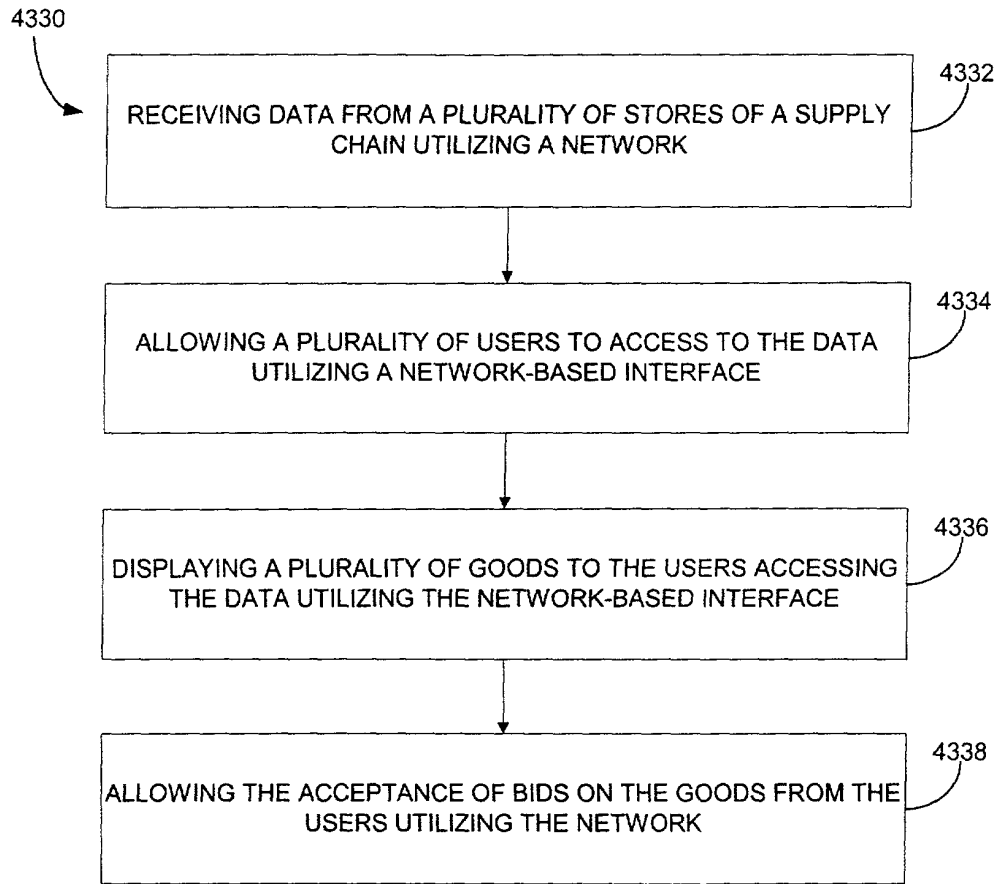 4330
4332
RECEIVING DATA FROM A PLURALITY OF STORES OF A SUPPLY
CHAIN UTILIZING A NETWORK
4334
ALLOWING A PLURALITY OF USERS TO ACCESS TO THE DATA
UTILIZING A NETWORK-BASED INTERFACE
4336
DISPLAYING A PLURALITY OF GOODS TO THE USERS ACCESSING
THE DATA UTILIZING THE NETWORK-BASED INTERFACE
4338
ALLOWING THE ACCEPTANCE OF BIDS ON THE GOODS FROM THE
USERS UTILIZING THE NETWORK